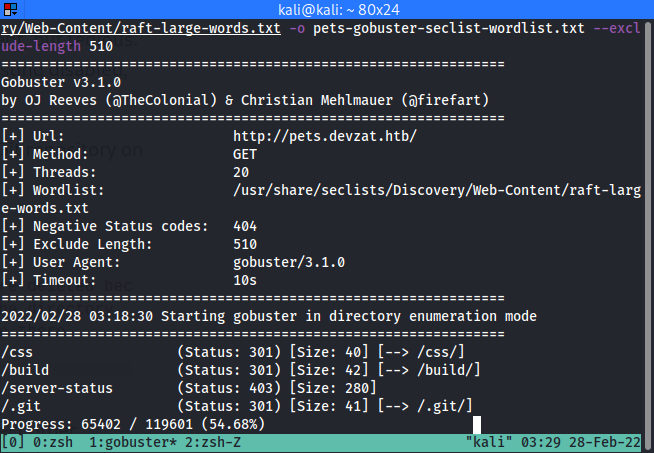 kali@kali: ~ 80x24
ry/Web-Content/raft-large-words.txt -o pets-gobuster-seclist-wordlist.txt --excl
ude-length 510
===============================================================
Gobuster v3.1.0
by OJ Reeves (@TheColonial) & Christian Mehlmauer (@firefart)
===============================================================
[+] Url:                     http://pets.devzat.htb/
[+] Method:                  GET
[+] Threads:                 20
[+] Wordlist:                /usr/share/seclists/Discovery/Web-Content/raft-larg
e-words.txt
[+] Negative Status codes:   404
[+] Exclude Length:          510
[+] User Agent:              gobuster/3.1.0
[+] Timeout:                 10s
===============================================================
2022/02/28 03:18:30 Starting gobuster in directory enumeration mode
===============================================================
/css                  (Status: 301) [Size: 40] [--> /css/]
/build                (Status: 301) [Size: 42] [--> /build/]
/server-status        (Status: 403) [Size: 280]
/.git                 (Status: 301) [Size: 41] [--> /.git/]
Progress: 65402 / 119601 (54.68%)
[0] 0:zsh  1:gobuster* 2:zsh-Z                            "kali" 03:29 28-Feb-22